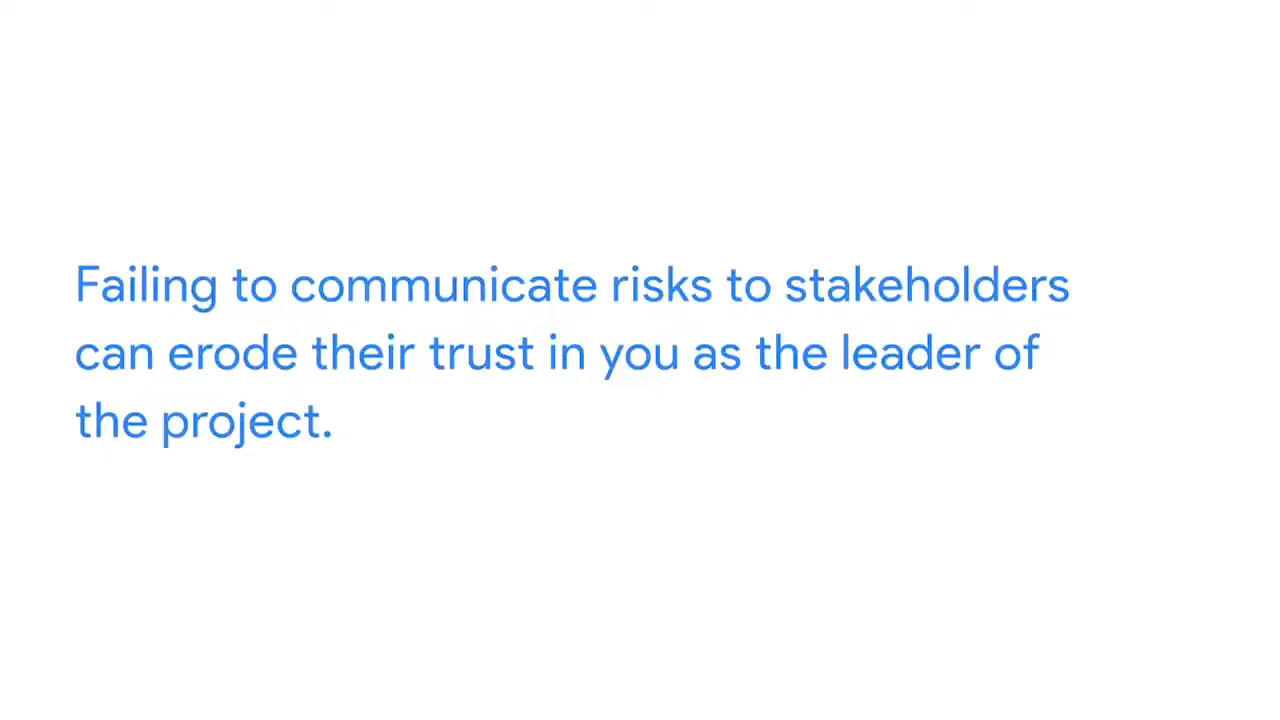 Failing to communicate risks to stakeholders
can erode their trust in you as the leader of
the project.